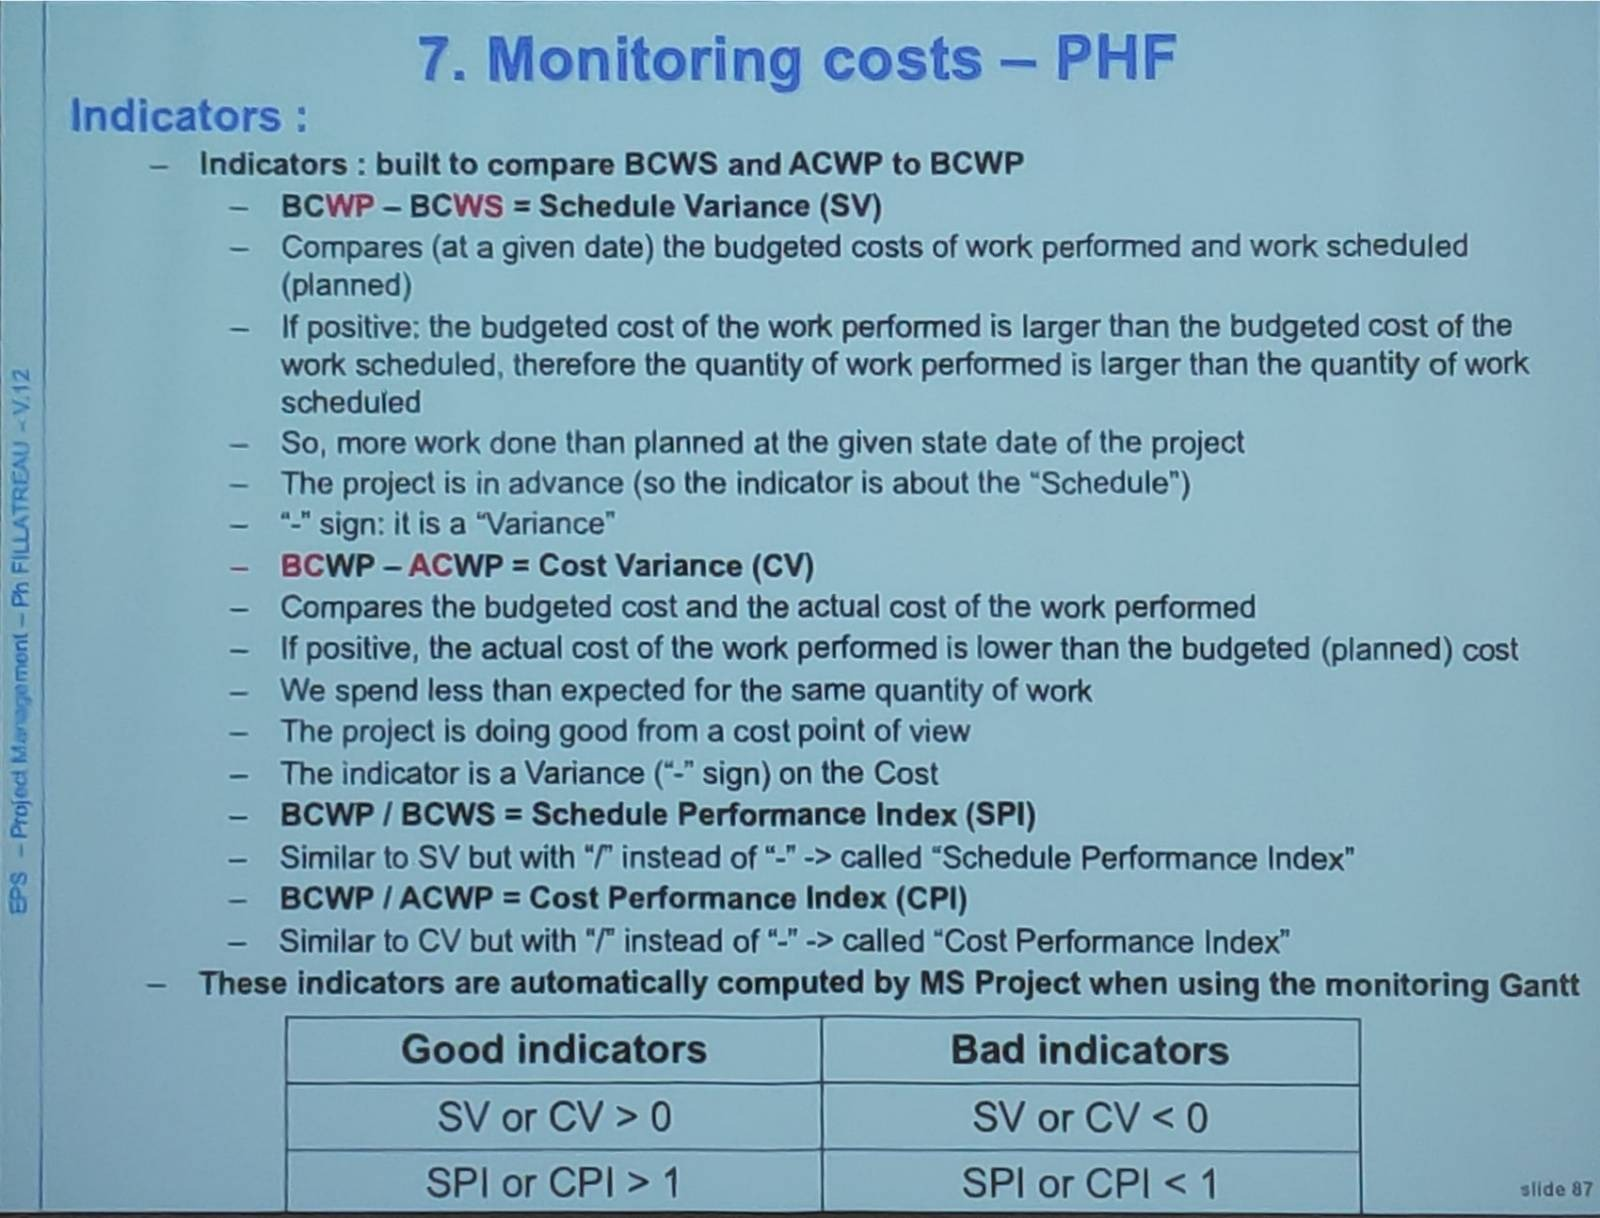 7. Monitoring costs – PHF
Indicators :
– Indicators : built to compare BCWS and ACWP to BCWP
– BCWP – BCWS = Schedule Variance (SV)
– Compares (at a given date) the budgeted costs of work performed and work scheduled
(planned)
– If positive: the budgeted cost of the work performed is larger than the budgeted cost of the
work scheduled, therefore the quantity of work performed is larger than the quantity of work
scheduled
– So, more work done than planned at the given state date of the project
– The project is in advance (so the indicator is about the “Schedule”)
– “-” sign: it is a “Variance”
– BCWP – ACWP = Cost Variance (CV)
– Compares the budgeted cost and the actual cost of the work performed
– If positive, the actual cost of the work performed is lower than the budgeted (planned) cost
– We spend less than expected for the same quantity of work
– The project is doing good from a cost point of view
– The indicator is a Variance (“-” sign) on the Cost
– BCWP / BCWS = Schedule Performance Index (SPI)
– Similar to SV but with “/” instead of “-” -> called “Schedule Performance Index”
– BCWP / ACWP = Cost Performance Index (CPI)
– Similar to CV but with “/” instead of “-” -> called “Cost Performance Index”
– These indicators are automatically computed by MS Project when using the monitoring Gantt
Good indicators Bad indicators
SV or CV > 0 SV or CV < 0
SPI or CPI > 1 SPI or CPI < 1
EPS – Project Management – Ph FILLATREAU – V.12
slide 87